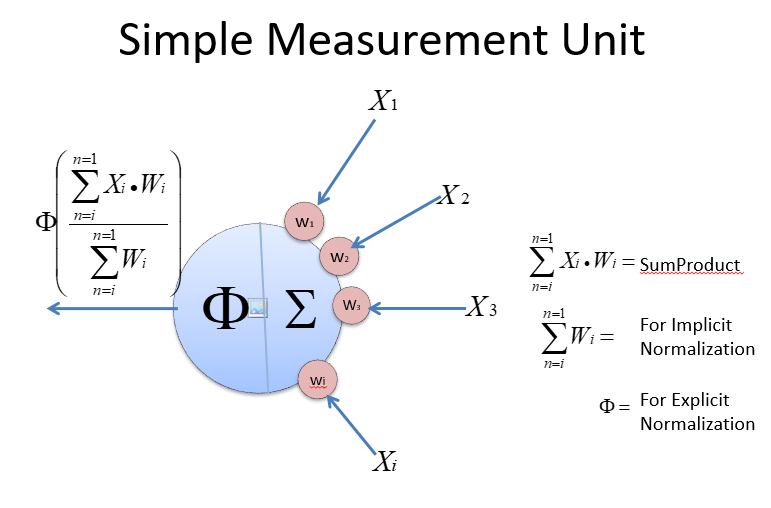 Simple Measurement Unit
X1
n=1
∑ Xi • Wi
n=i
Φ
n=1
∑ Wi
n=i
X2
W1
W2
Φ ∑
W3
X3
wi
Xi
n=1
∑ Xi • Wi = SumProduct
n=i
n=1
∑ Wi = For Implicit
Normalization
n=i
Φ = For Explicit
Normalization